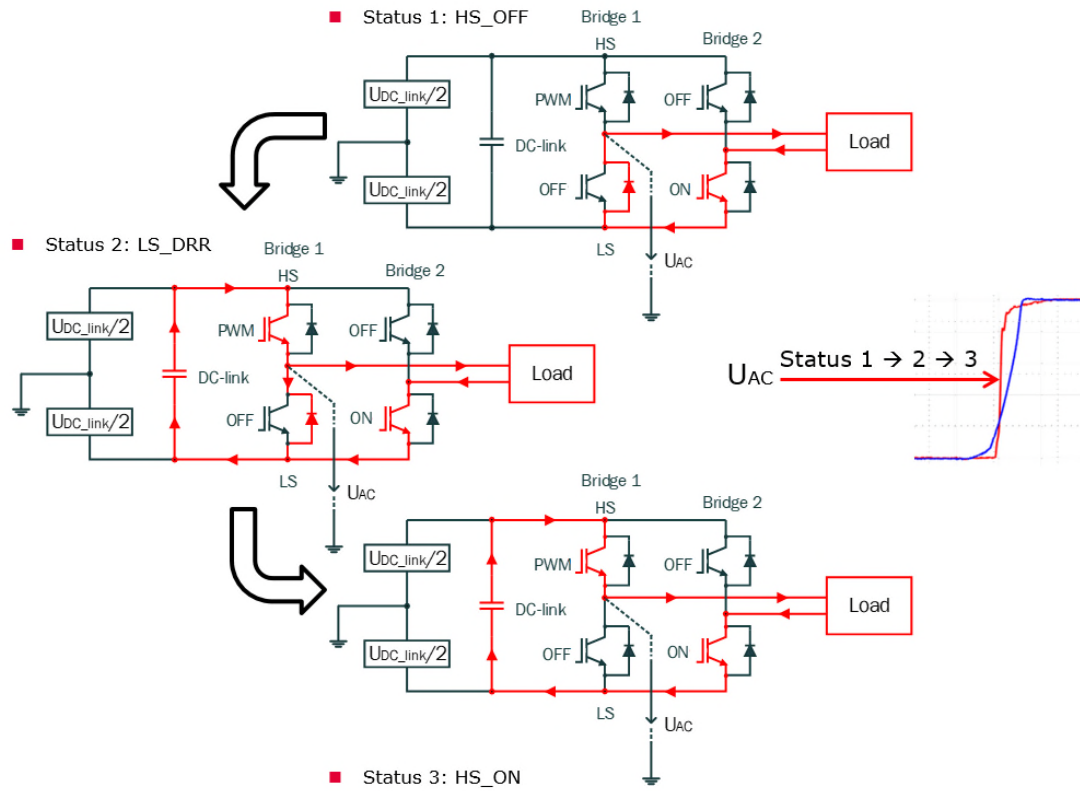 Status 1: HS_OFF
Bridge 1
HS
Bridge 2
UDC_link/2
PWM
OFF
DC-link
Load
UDC_link/2
OFF
ON
LS
UAC
Status 2: LS_DRR
Bridge 1
HS
Bridge 2
UDC_link/2
PWM
OFF
DC-link
Load
UDC_link/2
OFF
ON
LS
UAC
UAC Status 1 → 2 → 3
Bridge 1
HS
Bridge 2
UDC_link/2
PWM
OFF
DC-link
Load
UDC_link/2
OFF
ON
LS
UAC
Status 3: HS_ON